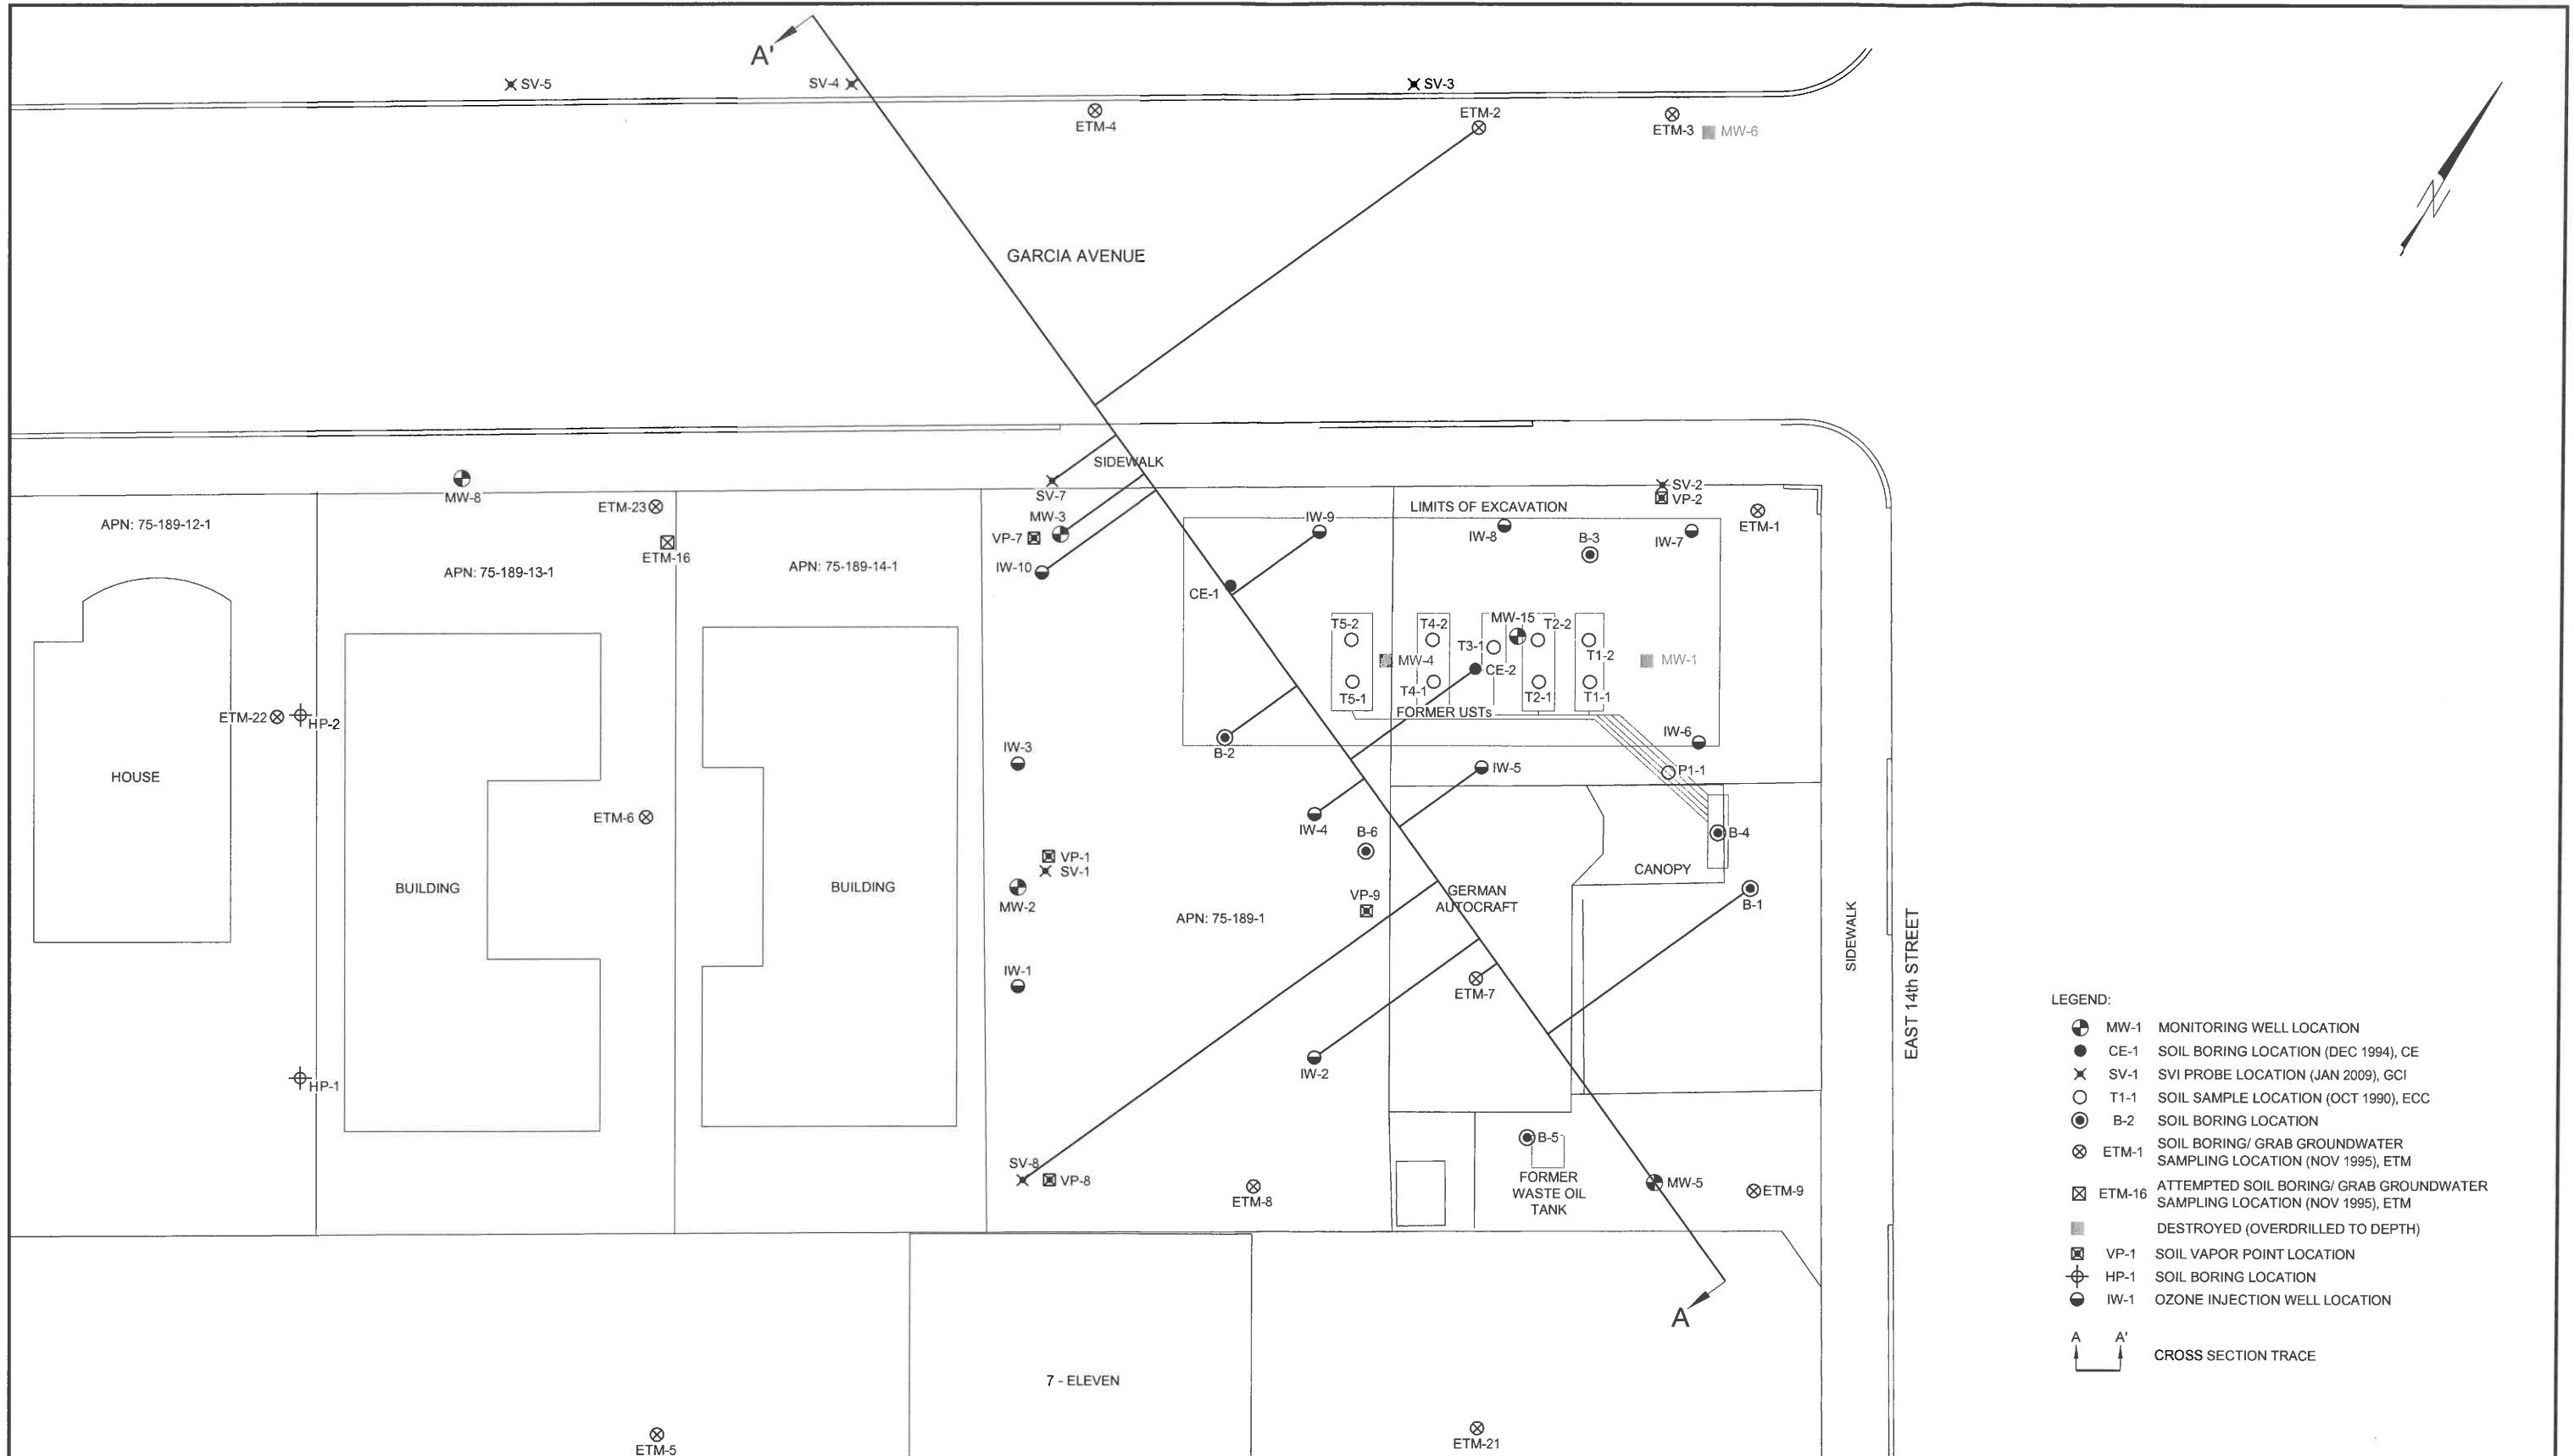 A'
SV-5
SV-4
SV-3
ETM-4
ETM-2
ETM-3
MW-6
GARCIA AVENUE
SIDEWALK
MW-8
SV-7
SV-2
VP-2
ETM-23
ETM-16
MW-3
VP-7
IW-10
LIMITS OF EXCAVATION
IW-9
IW-8
B-3
IW-7
ETM-1
APN: 75-189-12-1
APN: 75-189-13-1
APN: 75-189-14-1
CE-1
T5-2
T4-2
MW-15
T2-2
T3-1
T1-2
MW-4
CE-2
MW-1
T5-1
T4-1
T2-1
T1-1
FORMER USTs
ETM-22
HP-2
B-2
IW-6
IW-3
IW-5
P1-1
HOUSE
ETM-6
IW-4
B-6
B-4
VP-1
SV-1
CANOPY
BUILDING
BUILDING
MW-2
VP-9
GERMAN
AUTOCRAFT
B-1
APN: 75-189-1
SIDEWALK
EAST 14th STREET
IW-1
ETM-7
IW-2
HP-1
B-5
SV-8
VP-8
ETM-8
FORMER
WASTE OIL
TANK
MW-5
ETM-9
A
7 - ELEVEN
ETM-5
ETM-21
LEGEND:
MW-1 MONITORING WELL LOCATION
CE-1 SOIL BORING LOCATION (DEC 1994), CE
SV-1 SVI PROBE LOCATION (JAN 2009), GCI
T1-1 SOIL SAMPLE LOCATION (OCT 1990), ECC
B-2 SOIL BORING LOCATION
ETM-1 SOIL BORING/ GRAB GROUNDWATER
SAMPLING LOCATION (NOV 1995), ETM
ETM-16 ATTEMPTED SOIL BORING/ GRAB GROUNDWATER
SAMPLING LOCATION (NOV 1995), ETM
DESTROYED (OVERDRILLED TO DEPTH)
VP-1 SOIL VAPOR POINT LOCATION
HP-1 SOIL BORING LOCATION
IW-1 OZONE INJECTION WELL LOCATION
A A'
CROSS SECTION TRACE
N